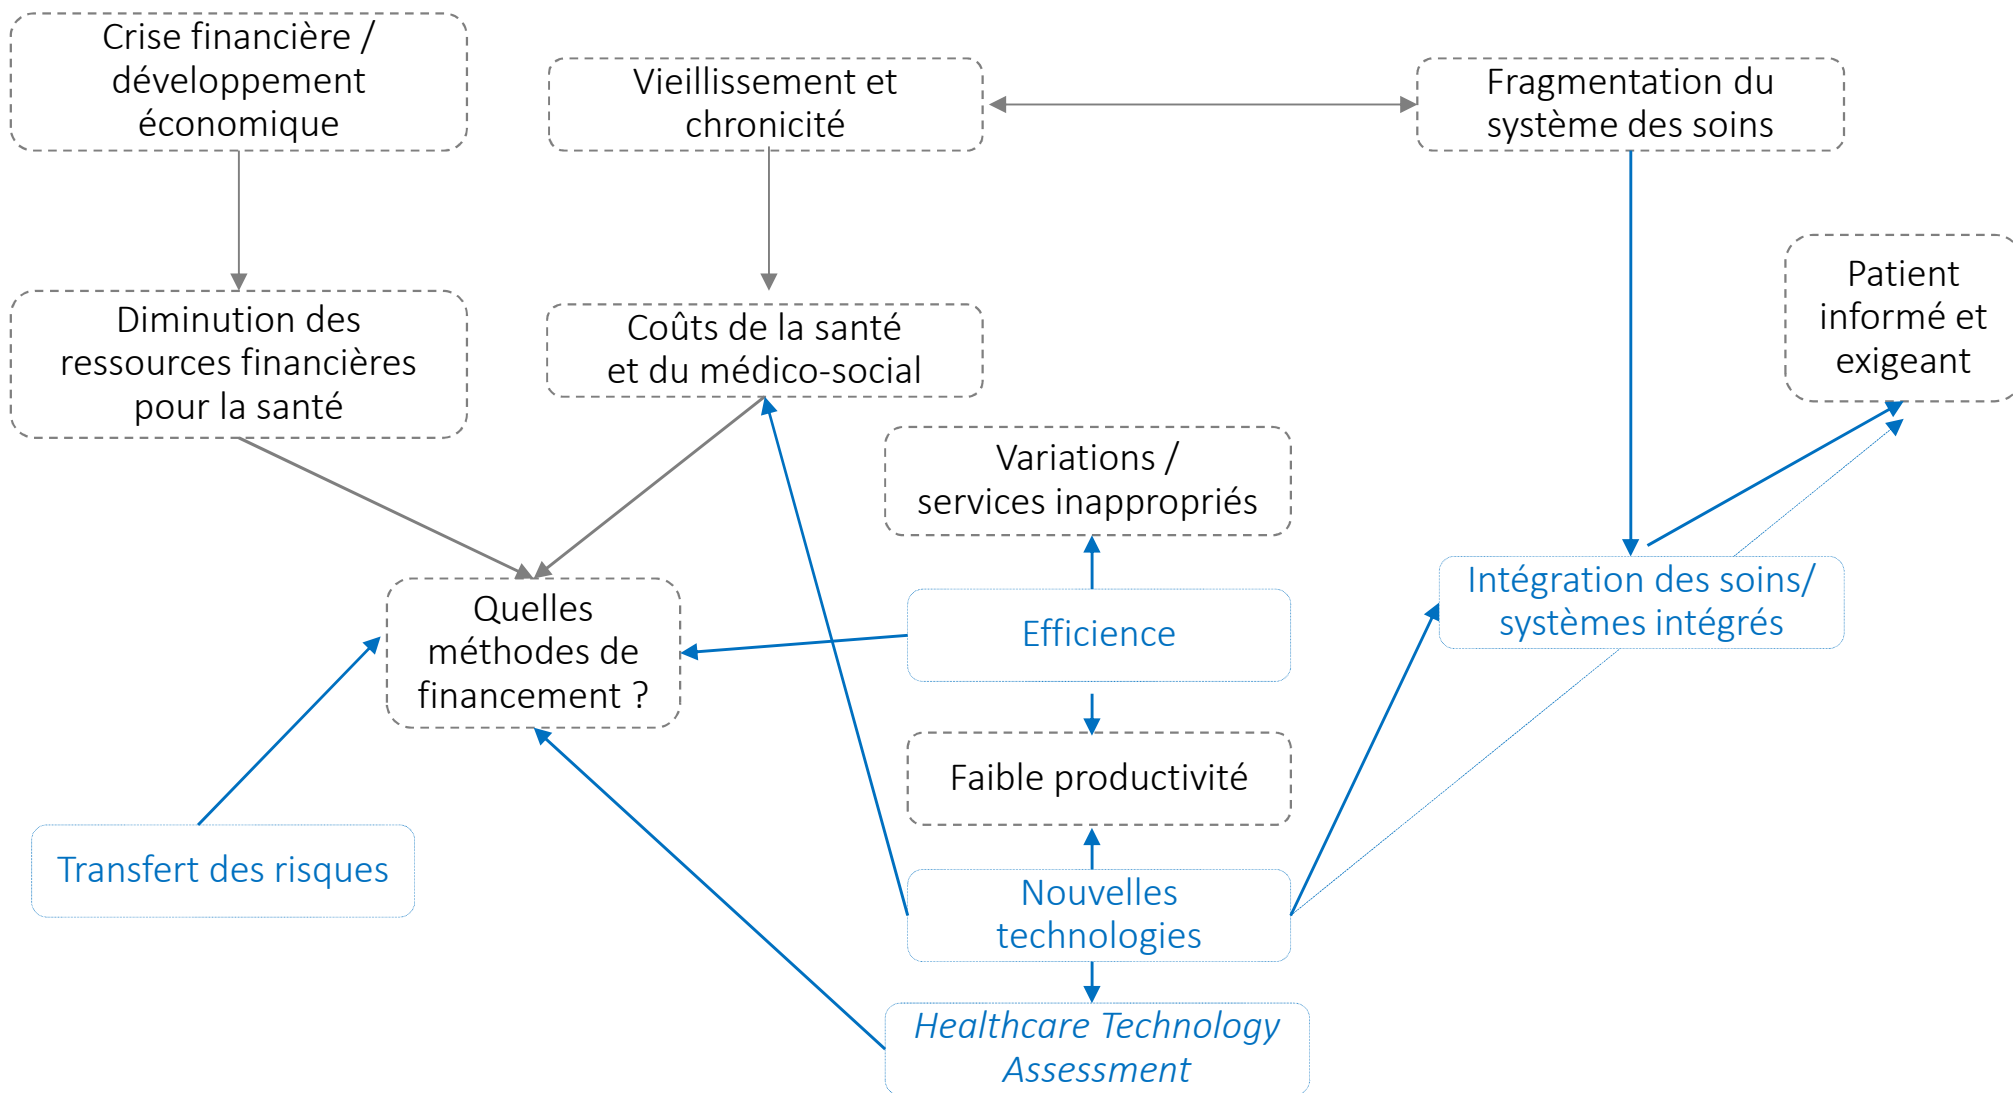 Crise financière /
développement
économique
Vieillissement et
chronicité
Fragmentation du
système des soins
Patient
informé et
exigeant
Diminution des
ressources financières
pour la santé
Coûts de la santé
et du médico-social
Variations /
services inappropriés
Intégration des soins/
systèmes intégrés
Quelles
méthodes de
financement ?
Efficience
Faible productivité
Transfert des risques
Nouvelles
technologies
Healthcare Technology
Assessment